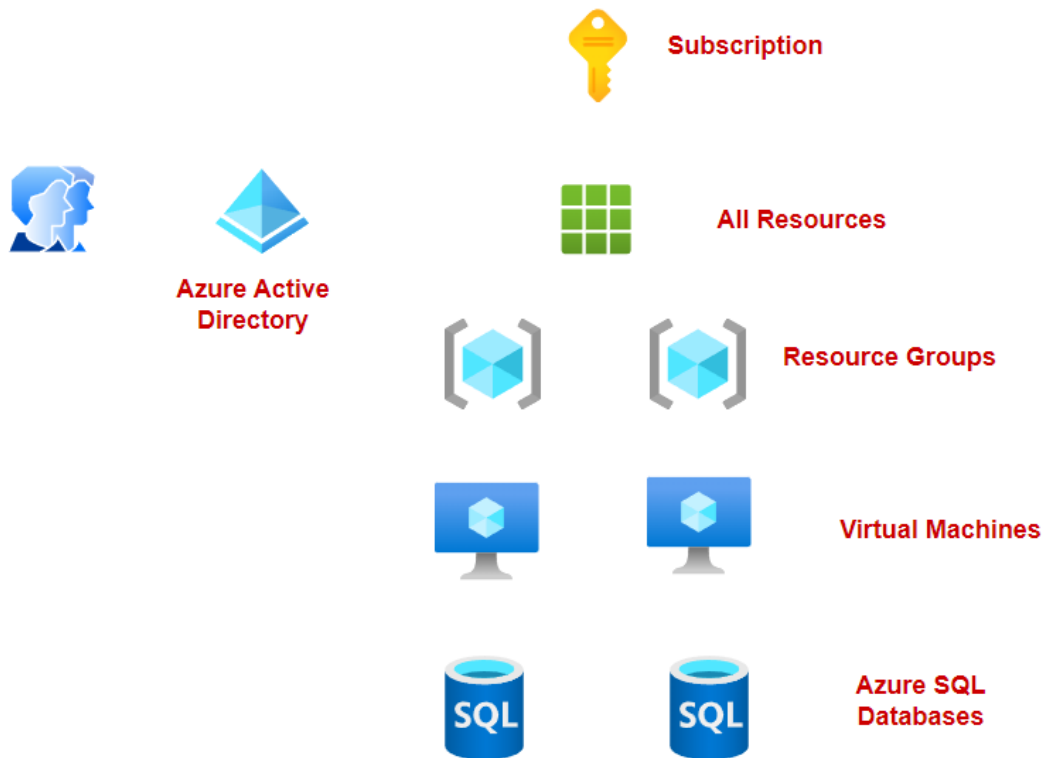 Subscription
All Resources
Azure Active
Directory
Resource Groups
Virtual Machines
SQL
SQL
Azure SQL
Databases